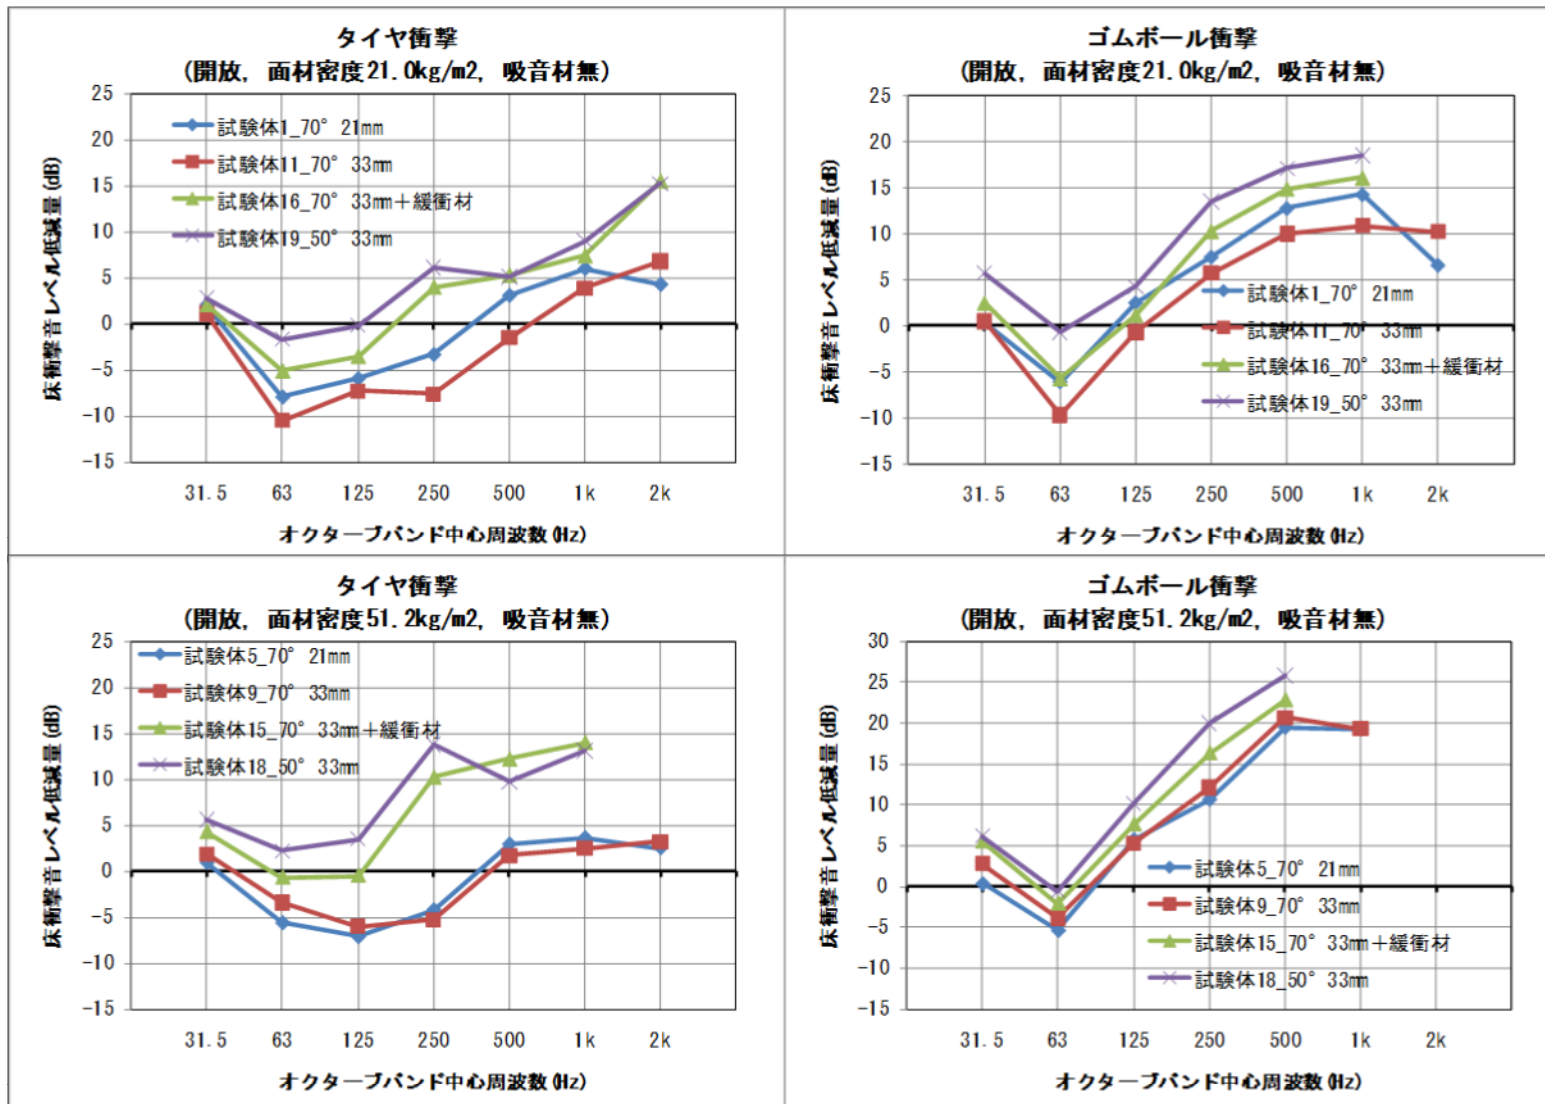 タイヤ衝撃
(開放, 面材密度21.0kg/m2, 吸音材無)
床衝撃音レベル低減量(dB)
25
20
15
10
5
0
-5
-10
-15
試験体1_70° 21mm
試験体11_70° 33mm
試験体16_70° 33mm+緩衝材
試験体19_50° 33mm
31.5 63 125 250 500 1k 2k
オクターブバンド中心周波数(Hz)
ゴムボール衝撃
(開放, 面材密度21.0kg/m2, 吸音材無)
床衝撃音レベル低減量(dB)
25
20
15
10
5
0
-5
-10
-15
試験体1_70° 21mm
試験体11_70° 33mm
試験体16_70° 33mm+緩衝材
試験体19_50° 33mm
31.5 63 125 250 500 1k 2k
オクターブバンド中心周波数(Hz)
タイヤ衝撃
(開放, 面材密度51.2kg/m2, 吸音材無)
床衝撃音レベル低減量(dB)
25
20
15
10
5
0
-5
-10
-15
試験体5_70° 21mm
試験体9_70° 33mm
試験体15_70° 33mm+緩衝材
試験体18_50° 33mm
31.5 63 125 250 500 1k 2k
オクターブバンド中心周波数(Hz)
ゴムボール衝撃
(開放, 面材密度51.2kg/m2, 吸音材無)
床衝撃音レベル低減量(dB)
30
25
20
15
10
5
0
-5
-10
-15
試験体5_70° 21mm
試験体9_70° 33mm
試験体15_70° 33mm+緩衝材
試験体18_50° 33mm
31.5 63 125 250 500 1k 2k
オクターブバンド中心周波数(Hz)